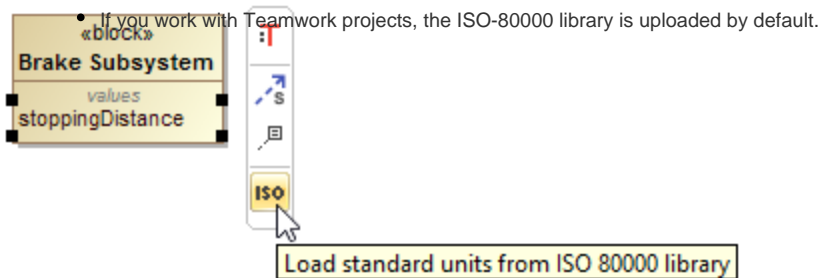 • If you work with Teamwork projects, the ISO-80000 library is uploaded by default.
«block»
Brake Subsystem
values
stoppingDistance
:T
S
ISO
Load standard units from ISO 80000 library